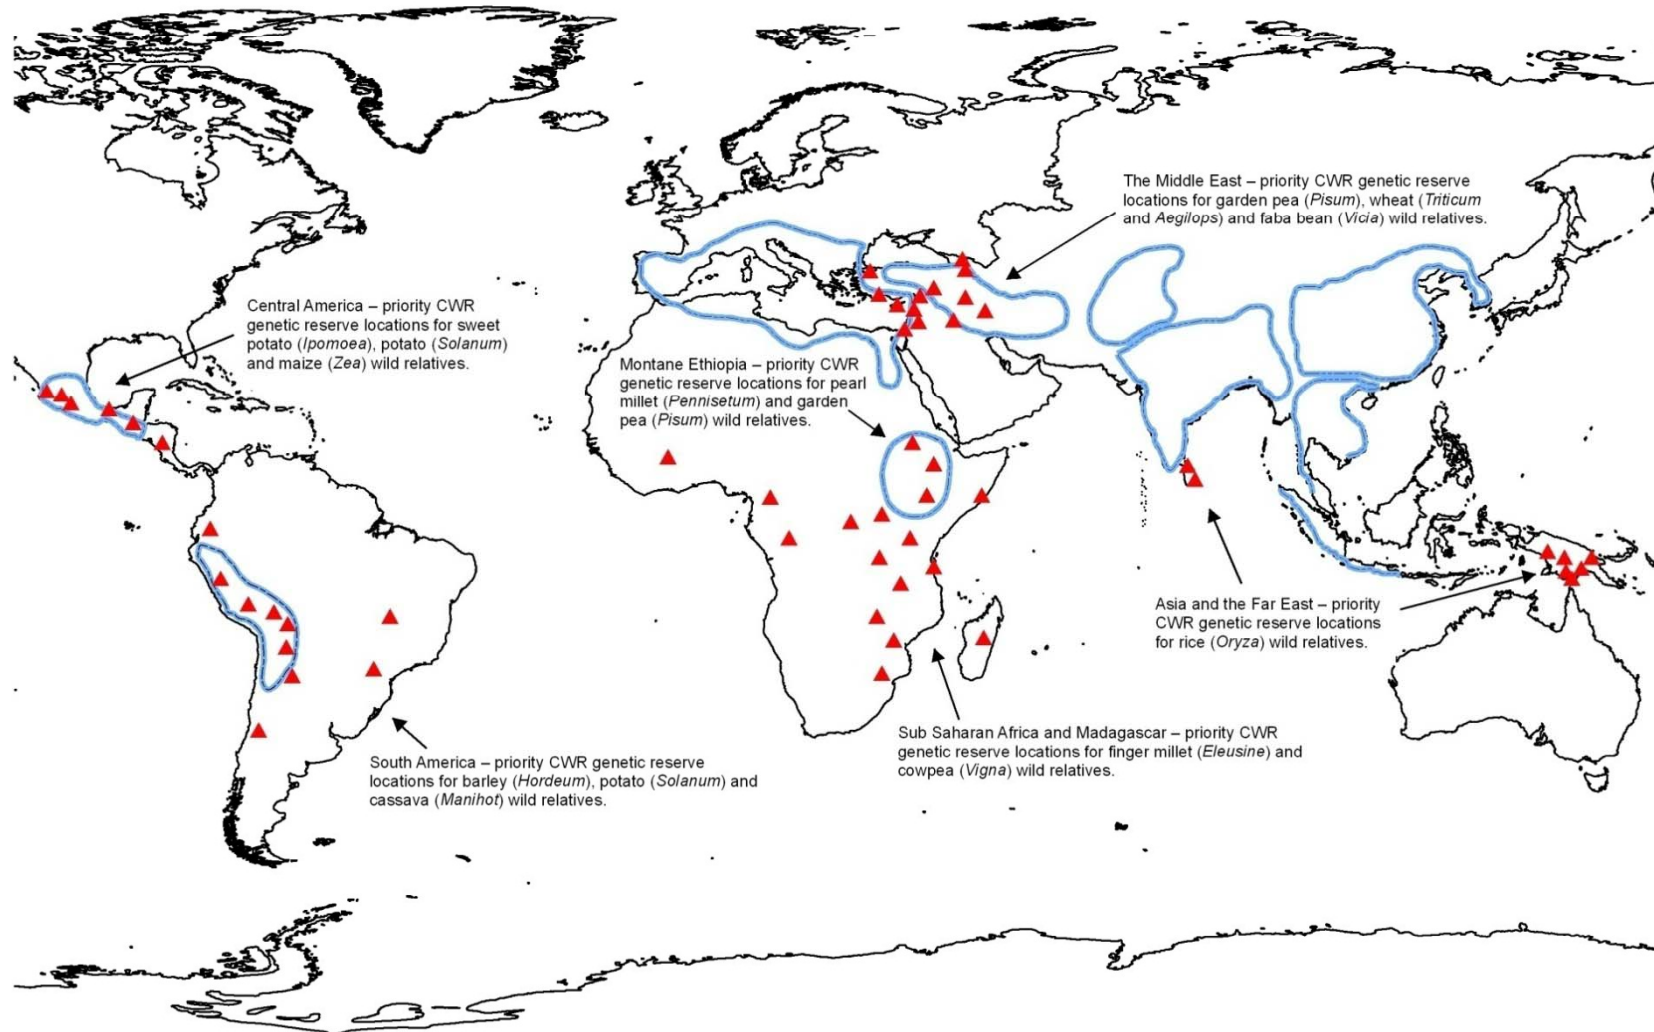 The Middle East – priority CWR genetic reserve
locations for garden pea (Pisum), wheat (Triticum
and Aegilops) and faba bean (Vicia) wild relatives.
Central America – priority CWR
genetic reserve locations for sweet
potato (Ipomoea), potato (Solanum)
and maize (Zea) wild relatives.
Montane Ethiopia – priority CWR
genetic reserve locations for pearl
millet (Pennisetum) and garden
pea (Pisum) wild relatives.
Asia and the Far East – priority
CWR genetic reserve locations
for rice (Oryza) wild relatives.
Sub Saharan Africa and Madagascar – priority CWR
genetic reserve locations for finger millet (Eleusine) and
cowpea (Vigna) wild relatives.
South America – priority CWR genetic reserve
locations for barley (Hordeum), potato (Solanum) and
cassava (Manihot) wild relatives.